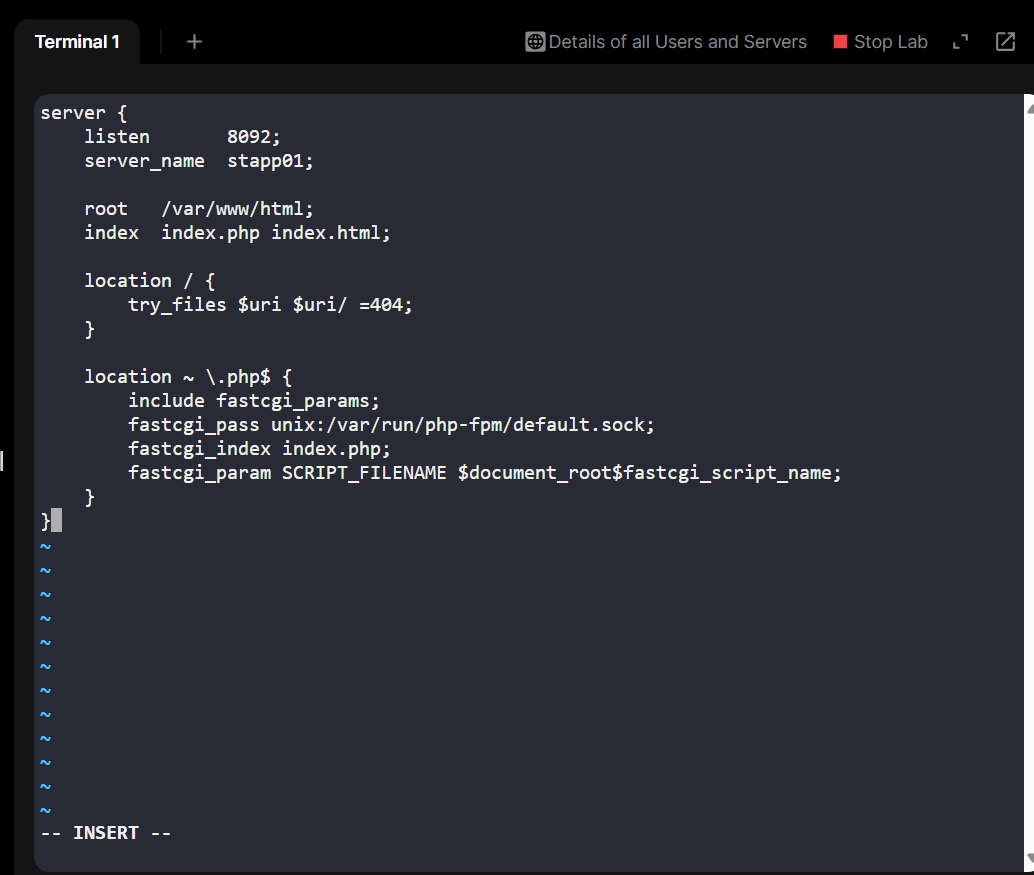 Terminal 1 + Details of all Users and Servers Stop Lab
server {
    listen       8092;
    server_name  stapp01;

    root   /var/www/html;
    index  index.php index.html;

    location / {
        try_files $uri $uri/ =404;
    }

    location ~ \.php$ {
        include fastcgi_params;
        fastcgi_pass unix:/var/run/php-fpm/default.sock;
        fastcgi_index index.php;
        fastcgi_param SCRIPT_FILENAME $document_root$fastcgi_script_name;
    }
}
~
~
~
~
~
~
~
~
~
~
~
~
-- INSERT --